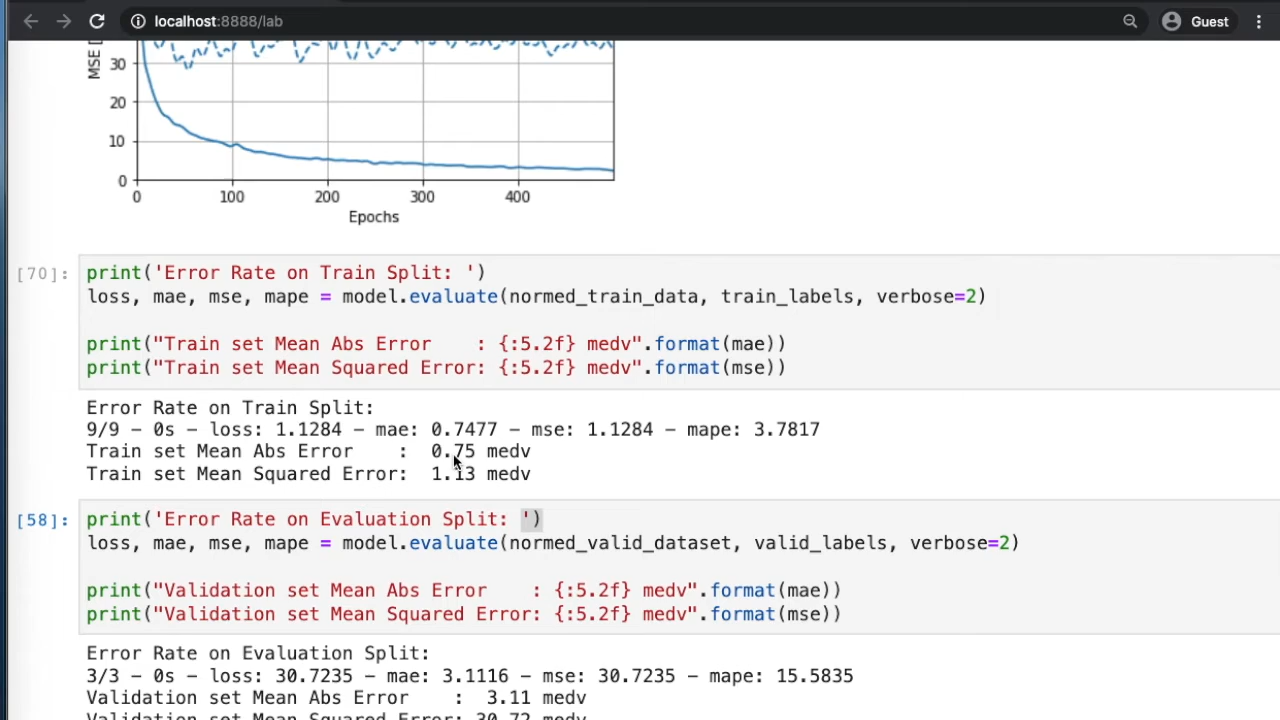 localhost:8888/lab
Guest
MSE [
30
20
10
0
0 100 200 300 400
Epochs
[70]: print('Error Rate on Train Split: ')
loss, mae, mse, mape = model.evaluate(normed_train_data, train_labels, verbose=2)
print("Train set Mean Abs Error    : {:5.2f} medv".format(mae))
print("Train set Mean Squared Error: {:5.2f} medv".format(mse))
Error Rate on Train Split:
9/9 – 0s – loss: 1.1284 – mae: 0.7477 – mse: 1.1284 – mape: 3.7817
Train set Mean Abs Error    :  0.75 medv
Train set Mean Squared Error:  1.13 medv
[58]: print('Error Rate on Evaluation Split: ')
loss, mae, mse, mape = model.evaluate(normed_valid_dataset, valid_labels, verbose=2)
print("Validation set Mean Abs Error    : {:5.2f} medv".format(mae))
print("Validation set Mean Squared Error: {:5.2f} medv".format(mse))
Error Rate on Evaluation Split:
3/3 – 0s – loss: 30.7235 – mae: 3.1116 – mse: 30.7235 – mape: 15.5835
Validation set Mean Abs Error    :  3.11 medv
Validation set Mean Squared Error: 30.72 medv